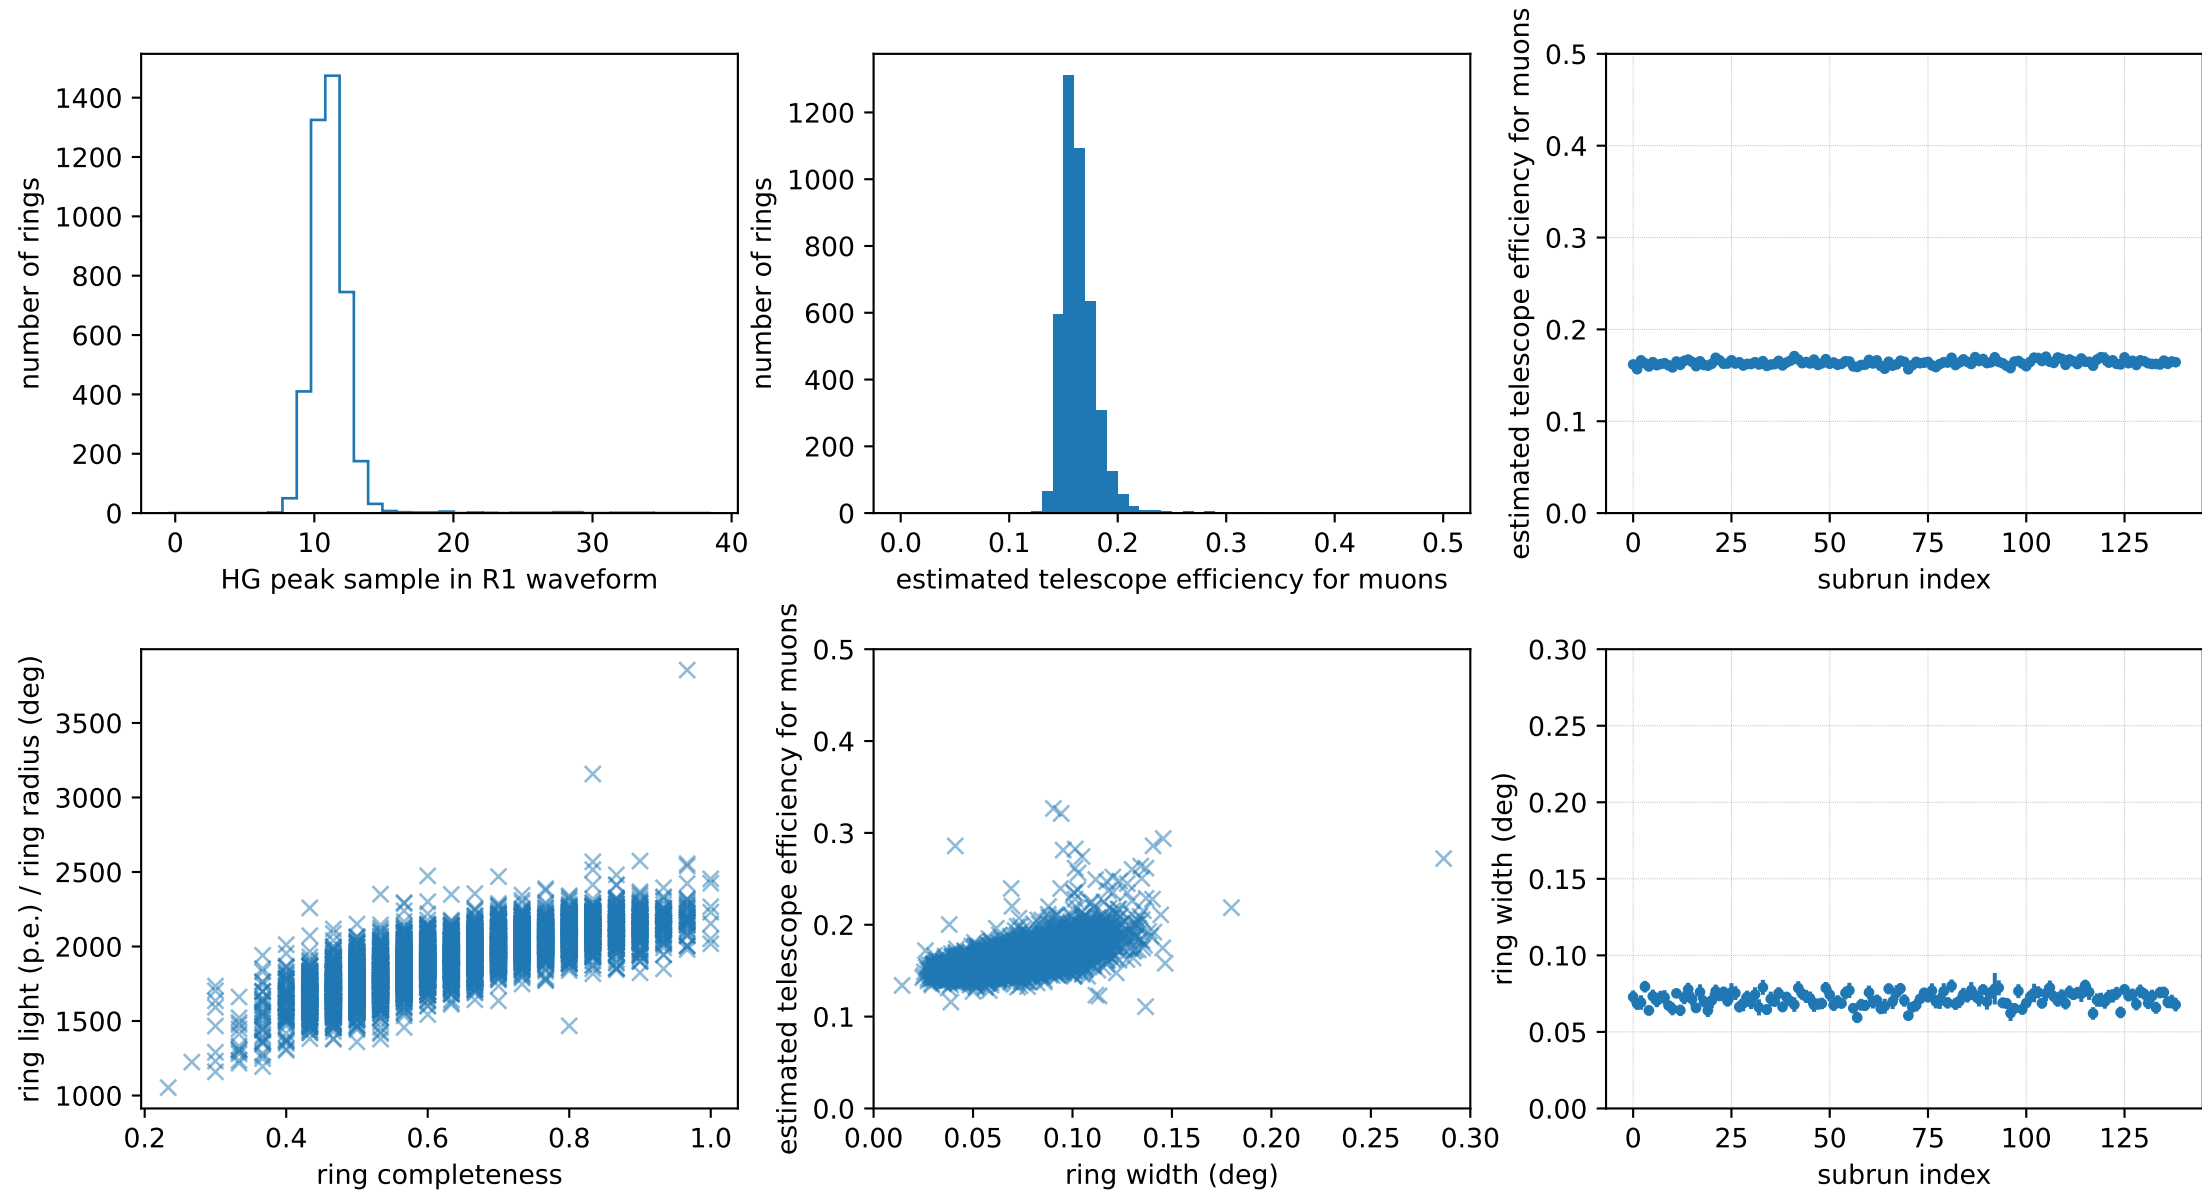 number of rings
1400
1200
1000
800
600
400
200
0
0 10 20 30 40
HG peak sample in R1 waveform
number of rings
1200
1000
800
600
400
200
0
0.0 0.1 0.2 0.3 0.4 0.5
estimated telescope efficiency for muons
estimated telescope efficiency for muons
0.5
0.4
0.3
0.2
0.1
0.0
0 25 50 75 100 125
subrun index
ring light (p.e.) / ring radius (deg)
3500
3000
2500
2000
1500
1000
0.2 0.4 0.6 0.8 1.0
ring completeness
estimated telescope efficiency for muons
0.5
0.4
0.3
0.2
0.1
0.0
0.00 0.05 0.10 0.15 0.20 0.25 0.30
ring width (deg)
ring width (deg)
0.30
0.25
0.20
0.15
0.10
0.05
0.00
0 25 50 75 100 125
subrun index